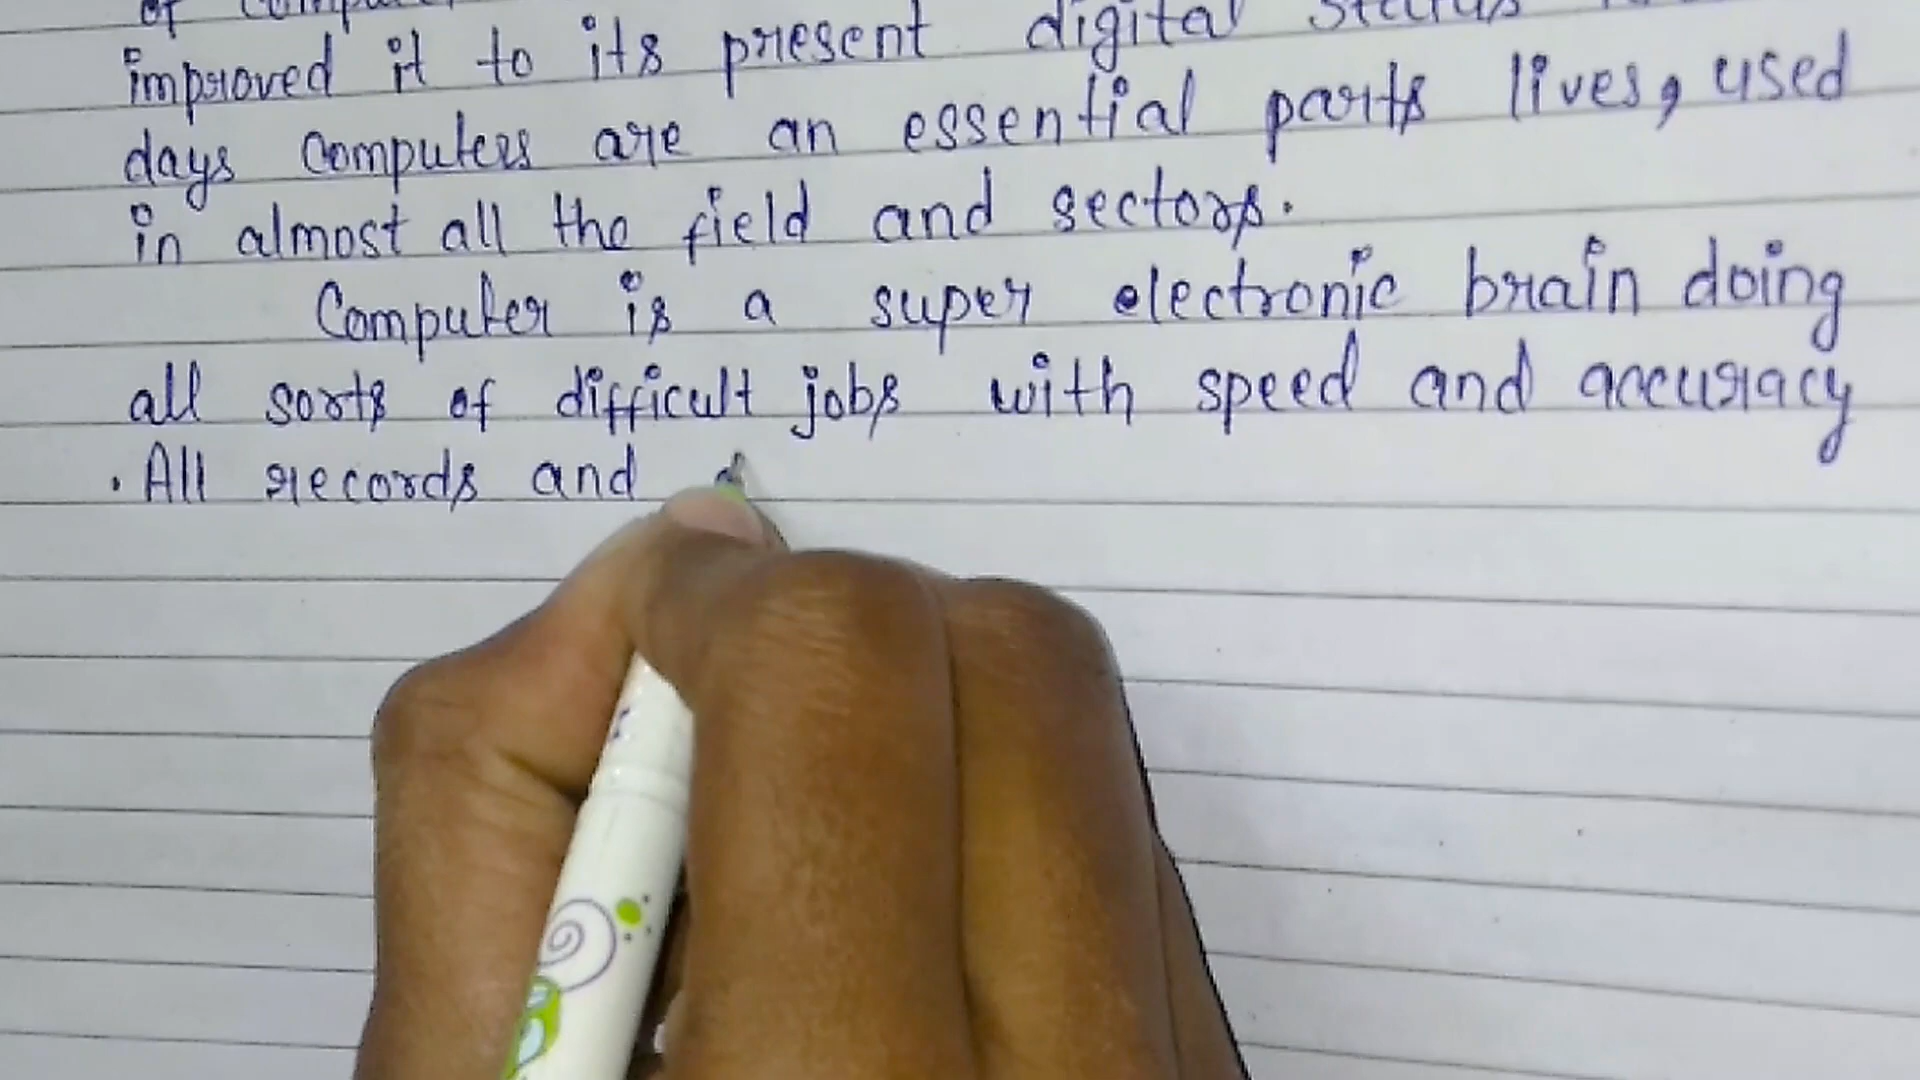 of
improved it to its present digital status
days computers are an essential parts lives, used
in almost all the field and sectors.
Computer is a super electronic brain doing
all sorts of difficult jobs with speed and accuracy
. All records and